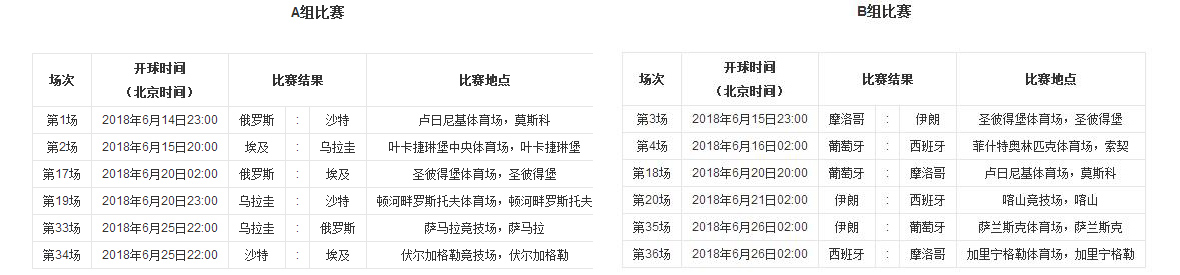 A组比赛
场次 开球时间（北京时间） 比赛结果 比赛地点
第1场 2018年6月14日23:00 俄罗斯 : 沙特 卢日尼基体育场，莫斯科
第2场 2018年6月15日20:00 埃及 : 乌拉圭 叶卡捷琳堡中央体育场，叶卡捷琳堡
第17场 2018年6月20日02:00 俄罗斯 : 埃及 圣彼得堡体育场，圣彼得堡
第19场 2018年6月20日23:00 乌拉圭 : 沙特 顿河畔罗斯托夫体育场，顿河畔罗斯托夫
第33场 2018年6月25日22:00 乌拉圭 : 俄罗斯 萨马拉竞技场，萨马拉
第34场 2018年6月25日22:00 沙特 : 埃及 伏尔加格勒竞技场，伏尔加格勒
B组比赛
场次 开球时间（北京时间） 比赛结果 比赛地点
第3场 2018年6月15日23:00 摩洛哥 : 伊朗 圣彼得堡体育场，圣彼得堡
第4场 2018年6月16日02:00 葡萄牙 : 西班牙 菲什特奥林匹克体育场，索契
第18场 2018年6月20日20:00 葡萄牙 : 摩洛哥 卢日尼基体育场，莫斯科
第20场 2018年6月21日02:00 伊朗 : 西班牙 喀山竞技场，喀山
第35场 2018年6月26日02:00 伊朗 : 葡萄牙 萨兰斯克体育场，萨兰斯克
第36场 2018年6月26日02:00 西班牙 : 摩洛哥 加里宁格勒体育场，加里宁格勒